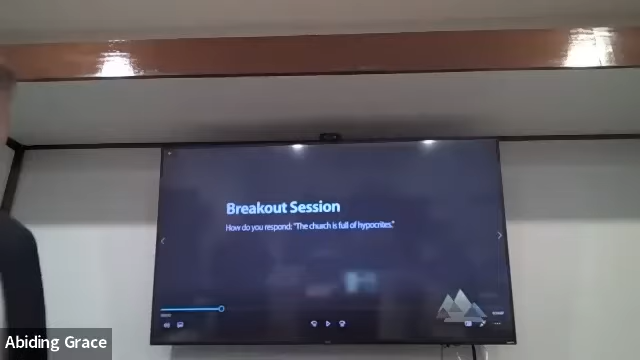 Breakout Session
How do you respond: "The church is full of hypocrites."
Abiding Grace